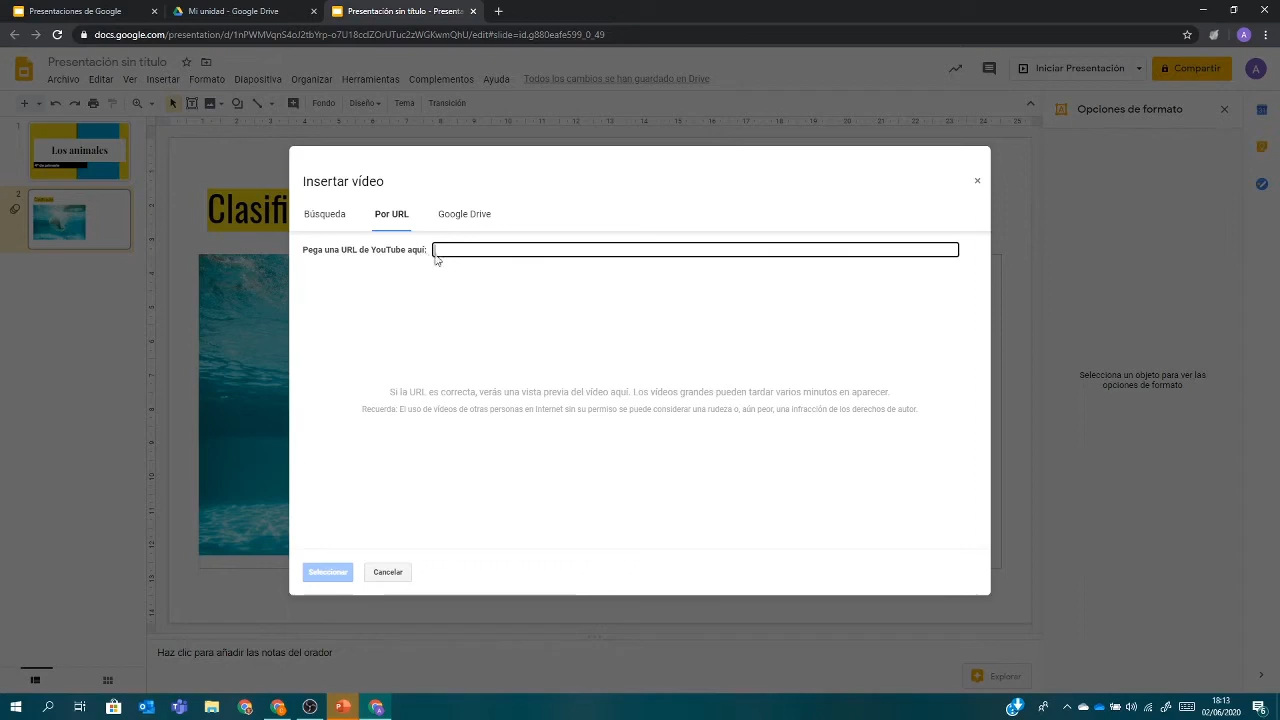 Presentaciones de Google
Mi unidad - Google Drive
Presentación sin título - Presenta
docs.google.com/presentation/d/1nPWMVqnS4oJ2tbYrp-o7U18cdZOrUTuc2zWGKwmQhU/edit#slide=id.g880eafe599_0_49
Presentación sin título
Archivo Editar Ver Insertar Formato Diapositiva Organizar Herramientas Complementos Ayuda Todos los cambios se han guardado en Drive
Iniciar Presentación
Compartir
A
Fondo Diseño Tema Transición
Opciones de formato
1
Los animales
2
Clasifi
Insertar vídeo
Búsqueda Por URL Google Drive
Pega una URL de YouTube aquí:
Si la URL es correcta, verás una vista previa del vídeo aquí. Los vídeos grandes pueden tardar varios minutos en aparecer.
Recuerda: El uso de vídeos de otras personas en Internet sin su permiso se puede considerar una rudeza o, aún peor, una infracción de los derechos de autor.
Seleccionar Cancelar
Selecciona un objeto para ver las
opciones de formato
Haz clic para añadir las notas del orador
Explorar
18:13
02/06/2020